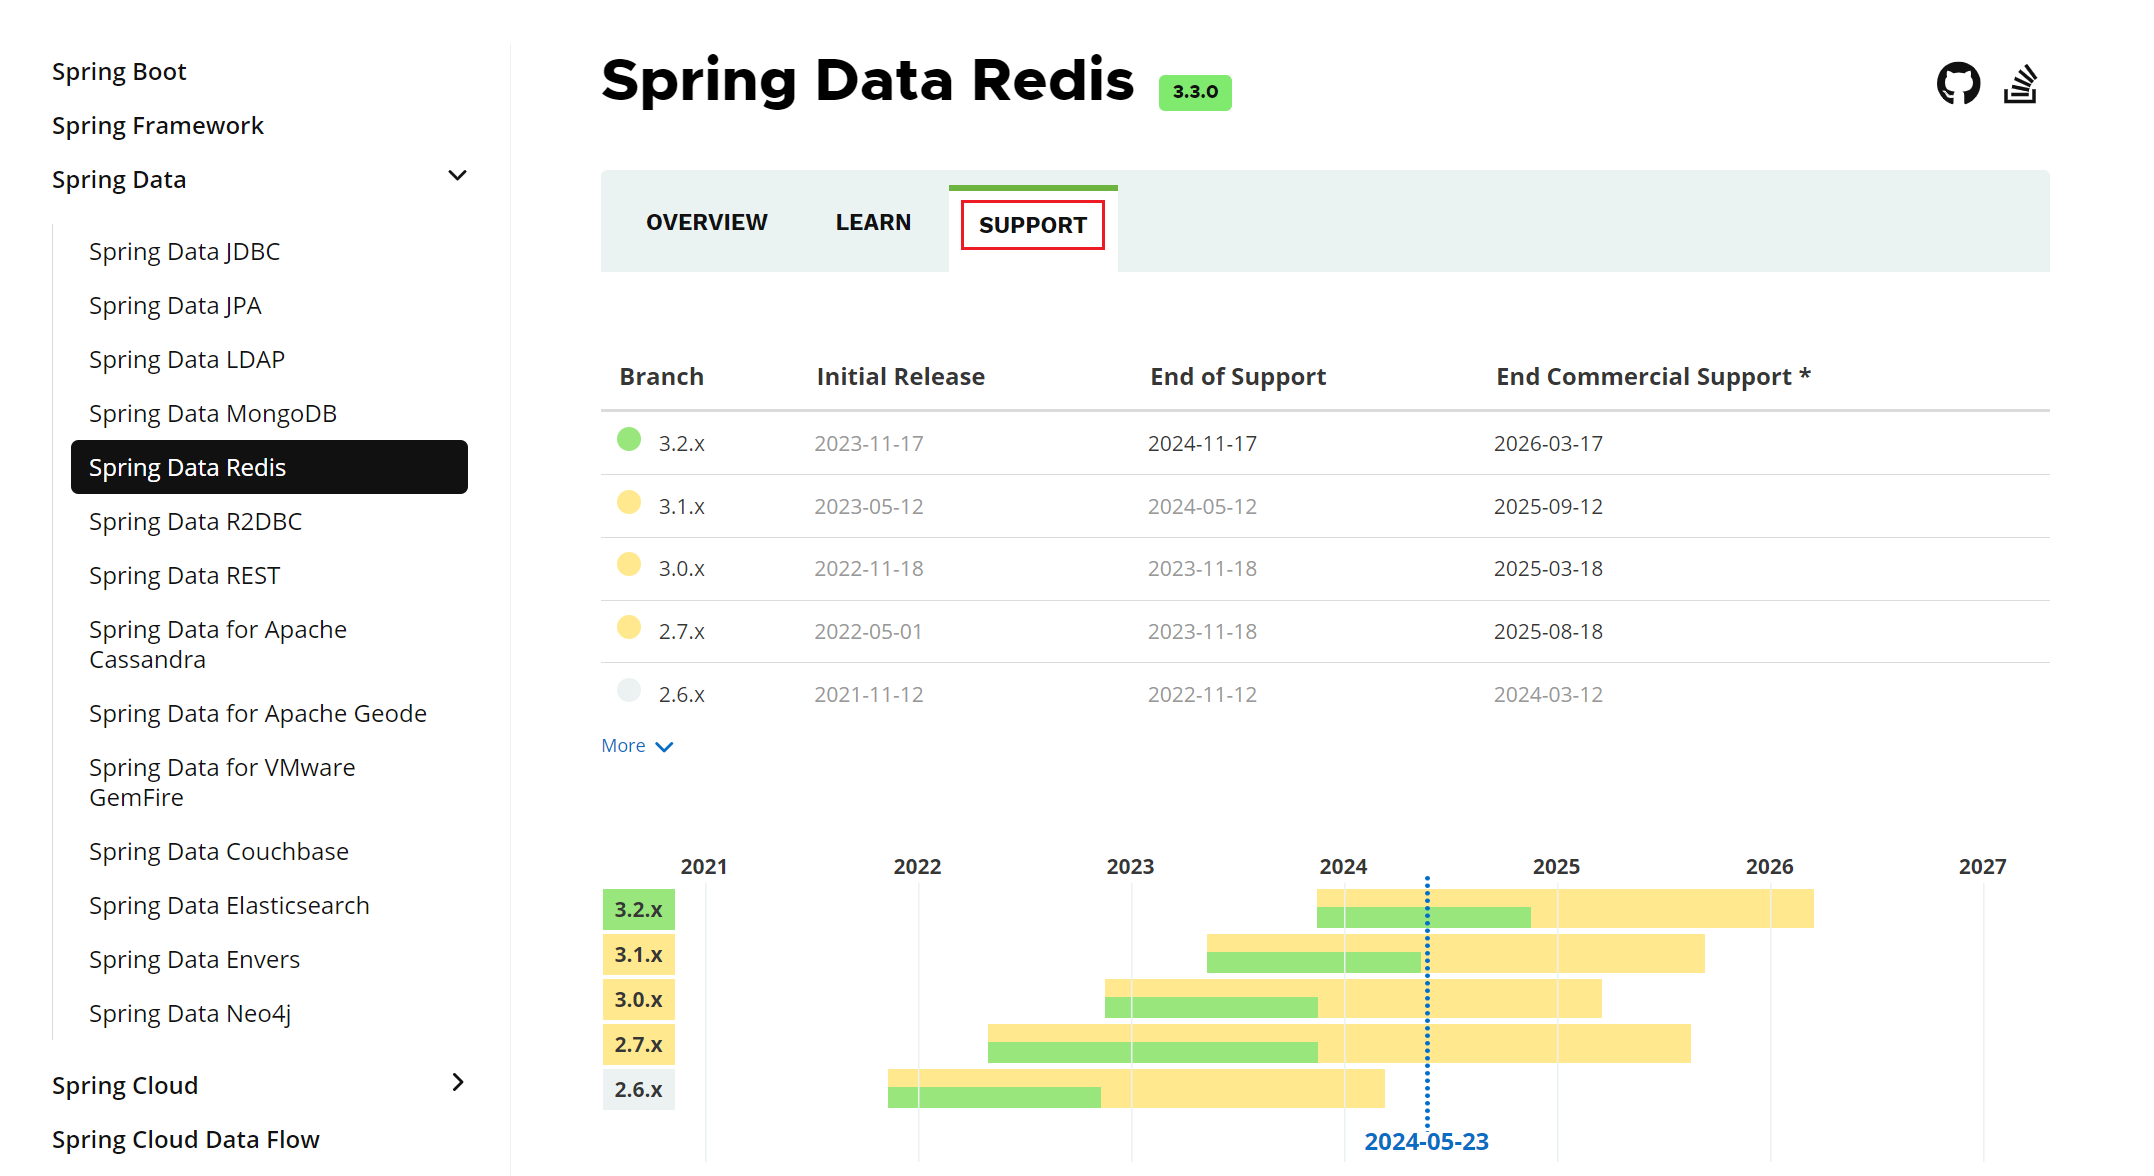 Spring Boot
Spring Framework
Spring Data
Spring Data JDBC
Spring Data JPA
Spring Data LDAP
Spring Data MongoDB
Spring Data Redis
Spring Data R2DBC
Spring Data REST
Spring Data for Apache
Cassandra
Spring Data for Apache Geode
Spring Data for VMware
GemFire
Spring Data Couchbase
Spring Data Elasticsearch
Spring Data Envers
Spring Data Neo4j
Spring Cloud
Spring Cloud Data Flow
Spring Data Redis 3.3.0
OVERVIEW LEARN SUPPORT
Branch Initial Release End of Support End Commercial Support *
3.2.x 2023-11-17 2024-11-17 2026-03-17
3.1.x 2023-05-12 2024-05-12 2025-09-12
3.0.x 2022-11-18 2023-11-18 2025-03-18
2.7.x 2022-05-01 2023-11-18 2025-08-18
2.6.x 2021-11-12 2022-11-12 2024-03-12
More
2021 2022 2023 2024 2025 2026 2027
3.2.x
3.1.x
3.0.x
2.7.x
2.6.x
2024-05-23